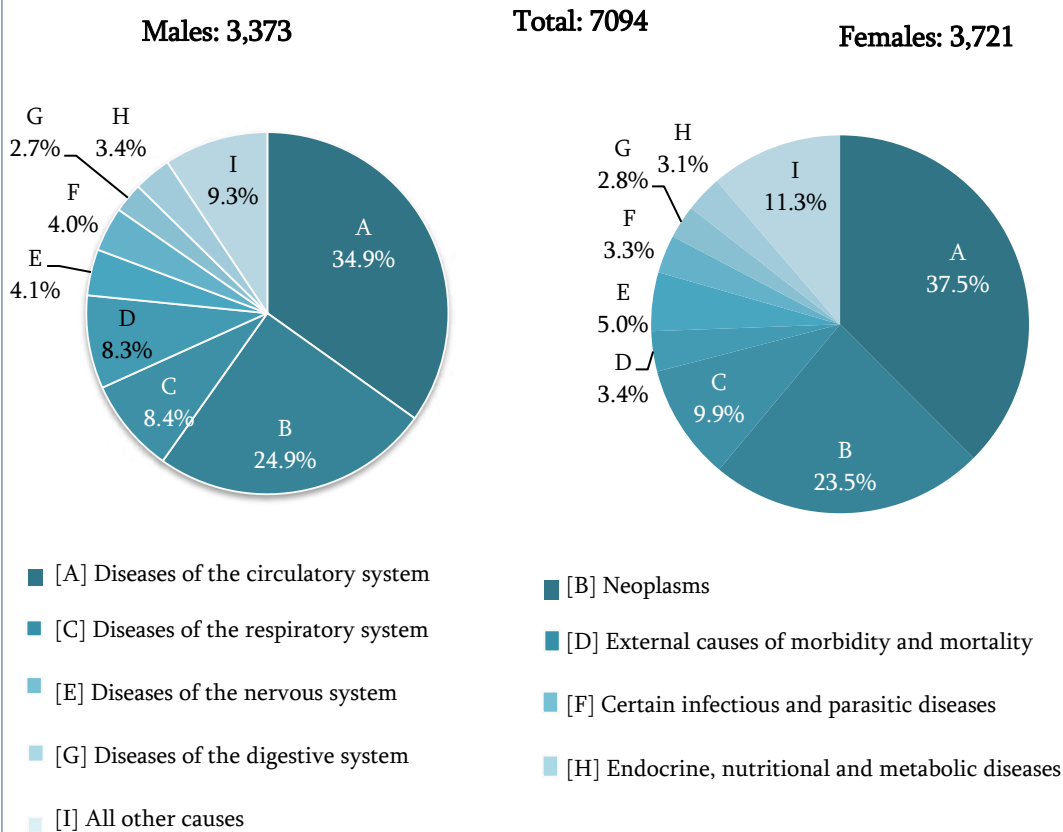 Males: 3,373
Total: 7094
Females: 3,721
G
2.7%
H
3.4%
F
4.0%
E
4.1%
D
8.3%
C
8.4%
B
24.9%
A
34.9%
I
9.3%
G
2.8%
H
3.1%
F
3.3%
E
5.0%
D
3.4%
C
9.9%
B
23.5%
A
37.5%
I
11.3%
[A] Diseases of the circulatory system
[B] Neoplasms
[C] Diseases of the respiratory system
[D] External causes of morbidity and mortality
[E] Diseases of the nervous system
[F] Certain infectious and parasitic diseases
[G] Diseases of the digestive system
[H] Endocrine, nutritional and metabolic diseases
[I] All other causes